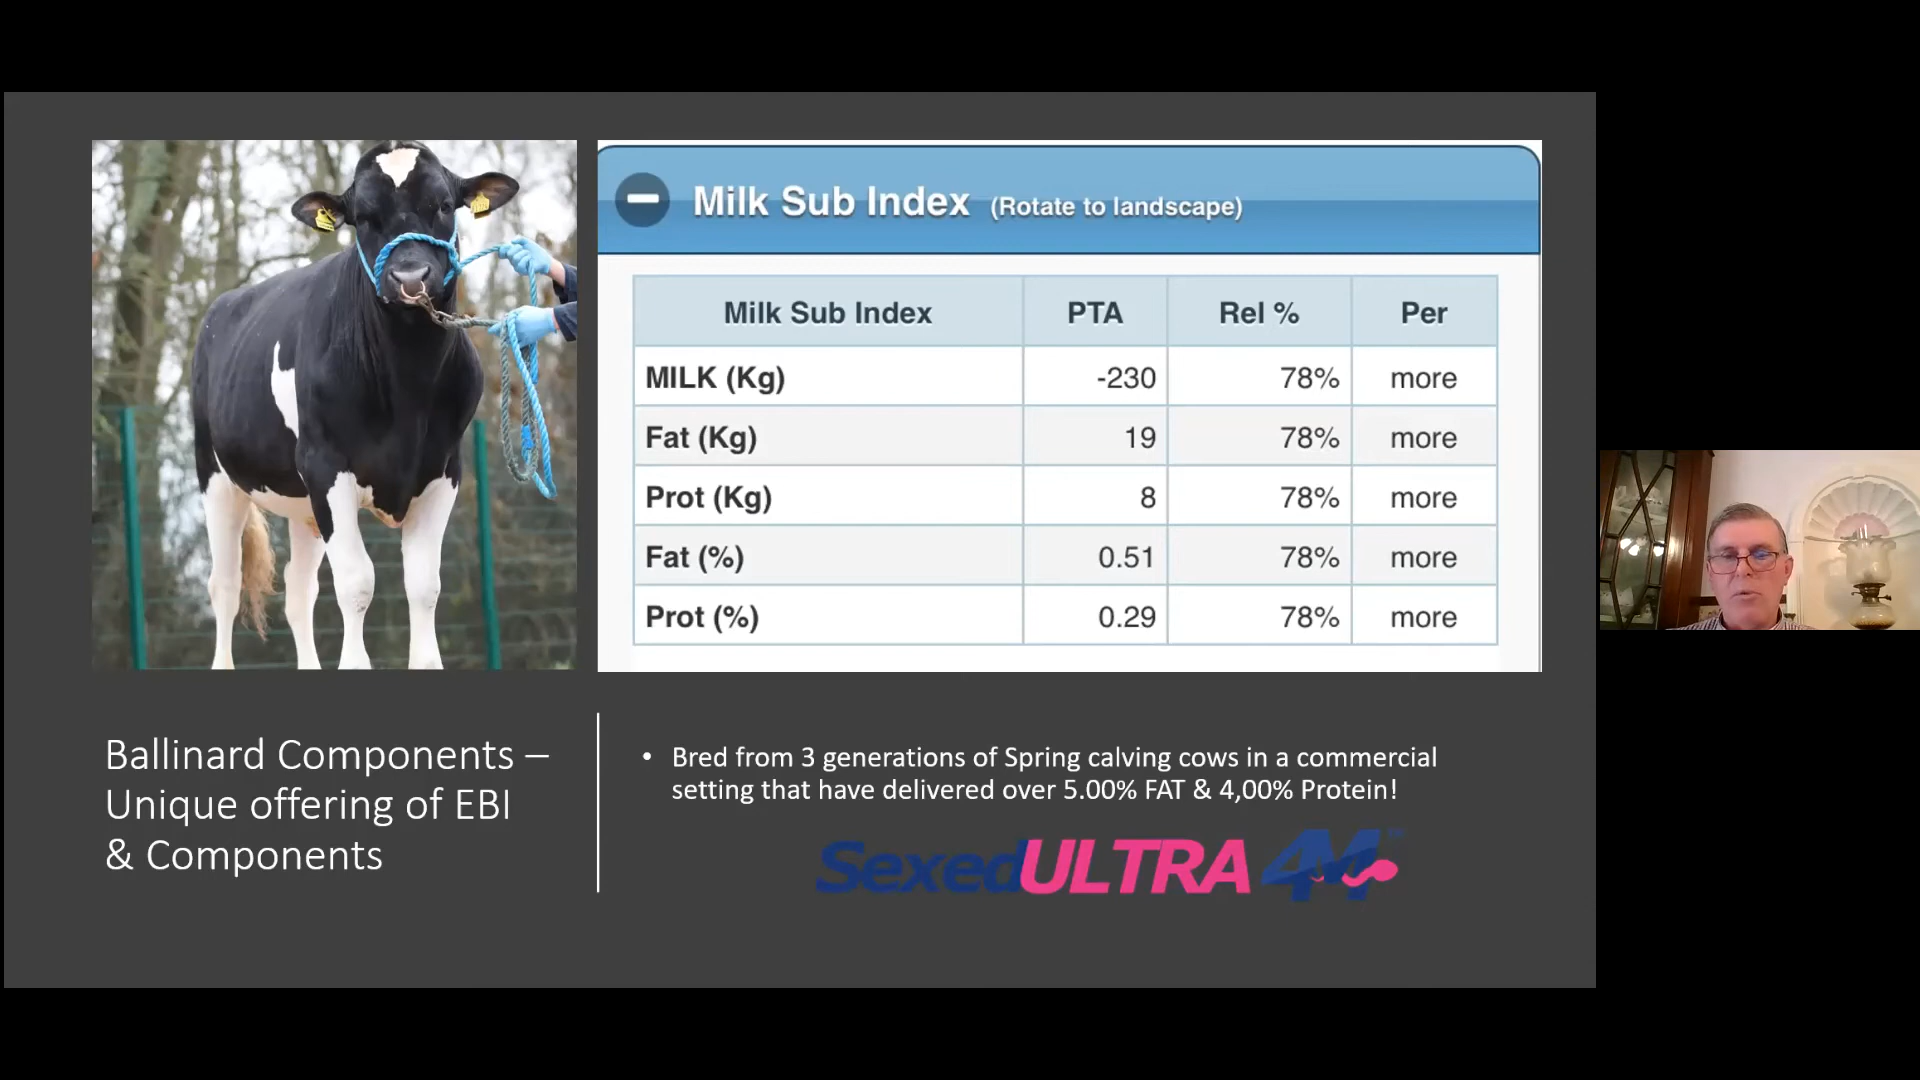 Milk Sub Index (Rotate to landscape)
Milk Sub Index PTA Rel % Per
MILK (Kg) -230 78% more
Fat (Kg) 19 78% more
Prot (Kg) 8 78% more
Fat (%) 0.51 78% more
Prot (%) 0.29 78% more
Ballinard Components –
Unique offering of EBI
& Components
• Bred from 3 generations of Spring calving cows in a commercial
setting that have delivered over 5.00% FAT & 4,00% Protein!
SexedULTRA 4M™